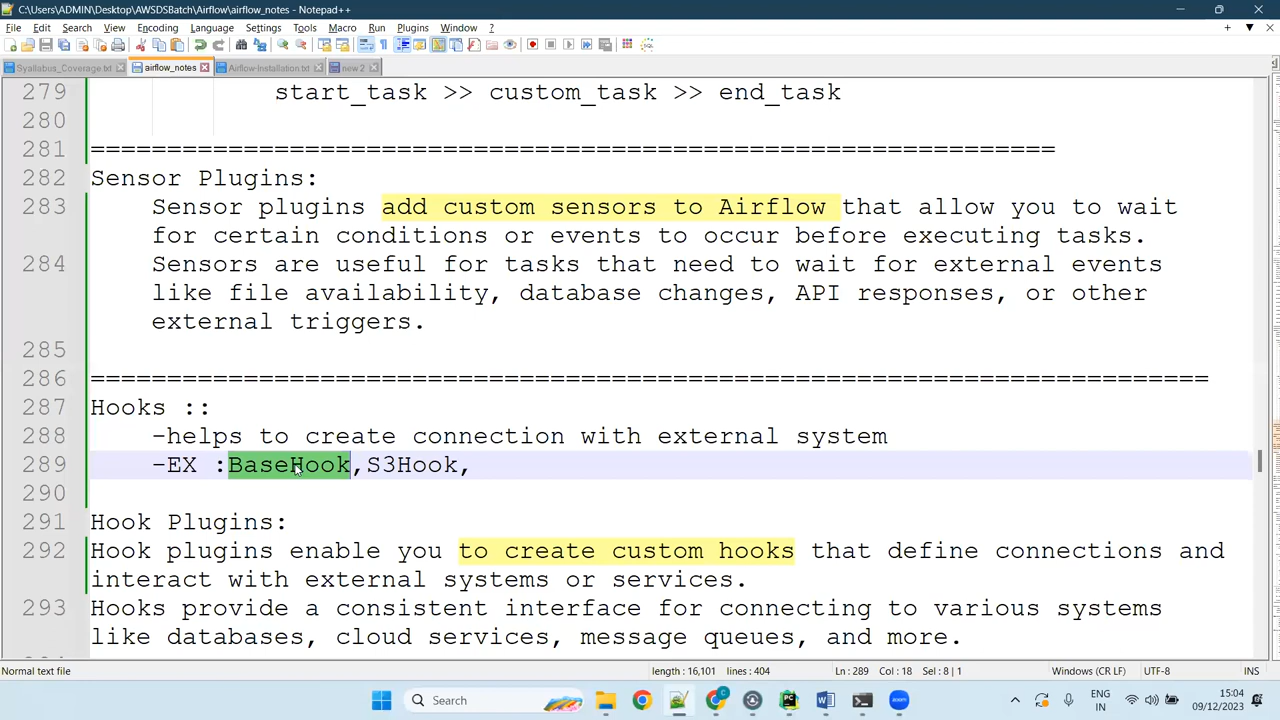 C:\Users\ADMIN\Desktop\AWSDSBatch\Airflow\airflow_notes - Notepad++
File Edit Search View Encoding Language Settings Tools Macro Run Plugins Window ?
Syallabus_Coverage.txt airflow_notes Airflow-Installation.txt new 2
279 start_task >> custom_task >> end_task
280
281 ===============================================================
282 Sensor Plugins:
283 Sensor plugins add custom sensors to Airflow that allow you to wait
for certain conditions or events to occur before executing tasks.
284 Sensors are useful for tasks that need to wait for external events
like file availability, database changes, API responses, or other
external triggers.
285
286 =========================================================================
287 Hooks ::
288 -helps to create connection with external system
289 -EX :BaseHook,S3Hook,
290
291 Hook Plugins:
292 Hook plugins enable you to create custom hooks that define connections and
interact with external systems or services.
293 Hooks provide a consistent interface for connecting to various systems
like databases, cloud services, message queues, and more.
Normal text file length : 16,101 lines : 404 Ln : 289 Col : 18 Sel : 8 | 1 Windows (CR LF) UTF-8 INS
Search ENG 15:04
IN 09/12/2023